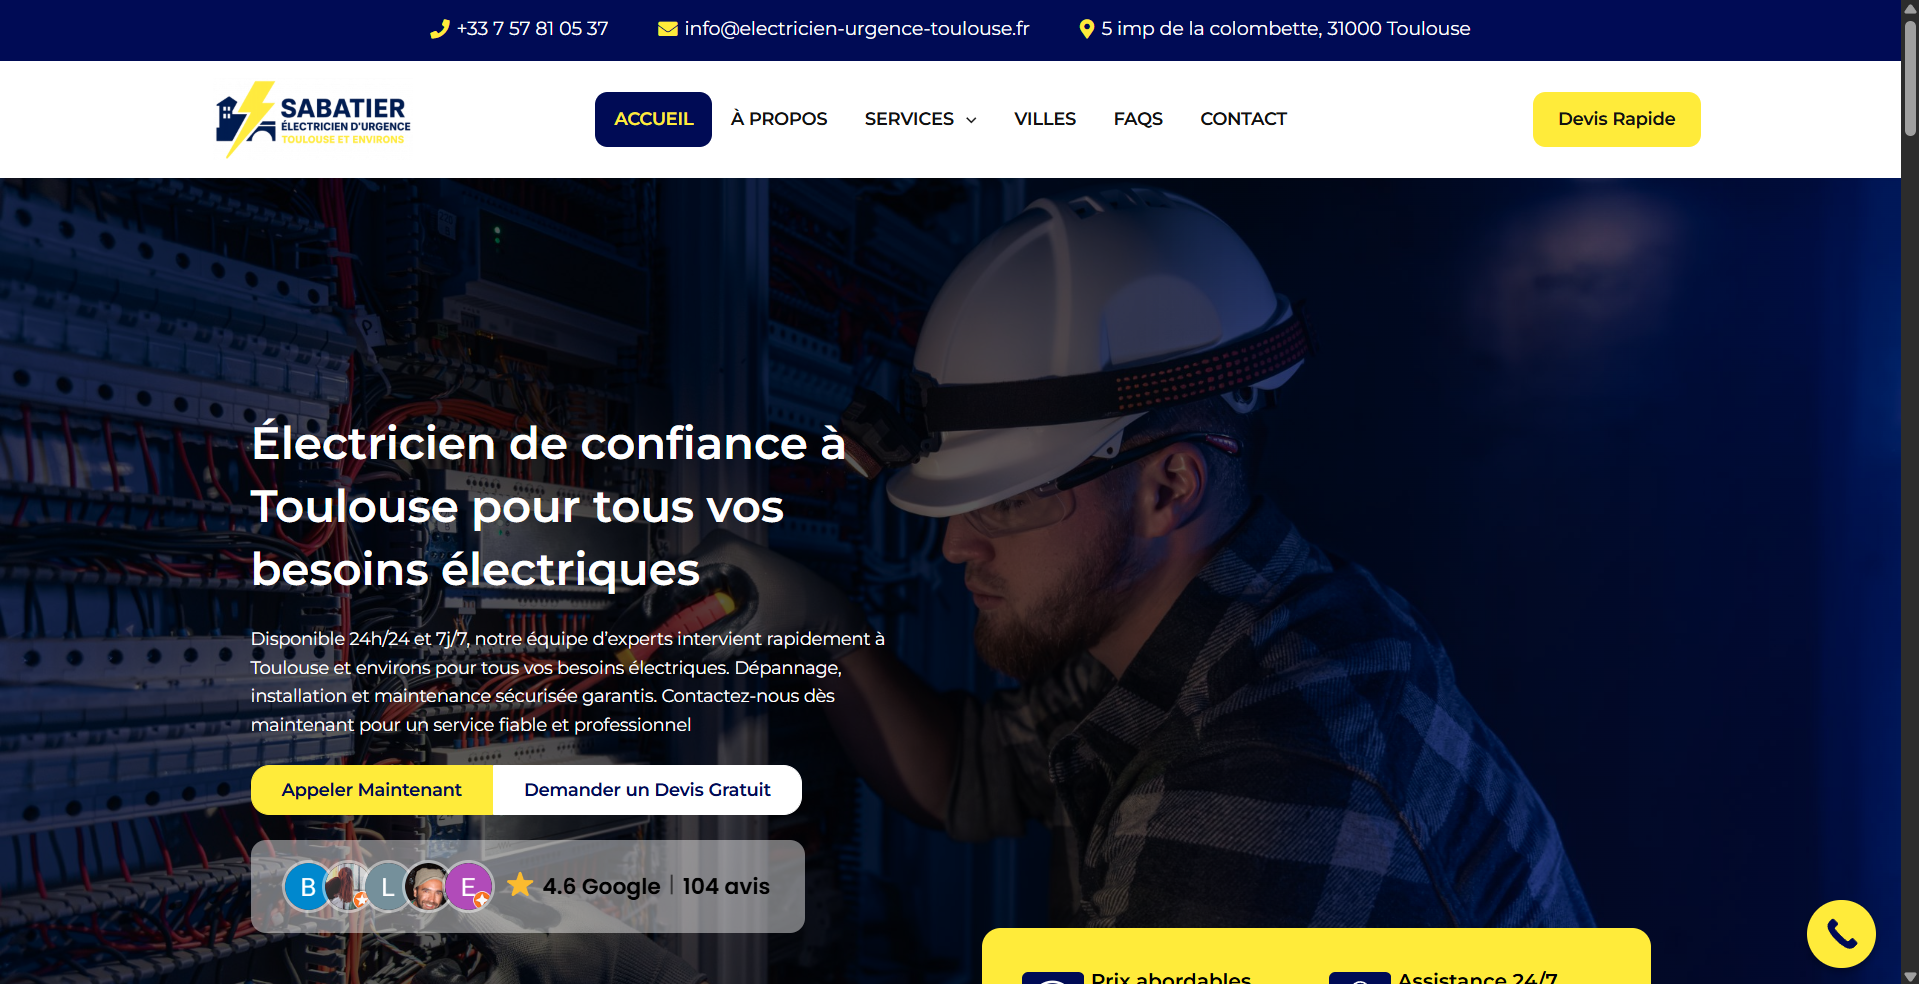 +33 7 57 81 05 37
info@electricien-urgence-toulouse.fr
5 imp de la colombette, 31000 Toulouse
SABATIER
ÉLECTRICIEN D'URGENCE
TOULOUSE ET ENVIRONS
ACCUEIL
À PROPOS
SERVICES
VILLES
FAQS
CONTACT
Devis Rapide
Électricien de confiance à
Toulouse pour tous vos
besoins électriques
Disponible 24h/24 et 7j/7, notre équipe d’experts intervient rapidement à
Toulouse et environs pour tous vos besoins électriques. Dépannage,
installation et maintenance sécurisée garantis. Contactez-nous dès
maintenant pour un service fiable et professionnel
Appeler Maintenant
Demander un Devis Gratuit
B L E
4.6 Google | 104 avis
Prix abordables
Assistance 24/7